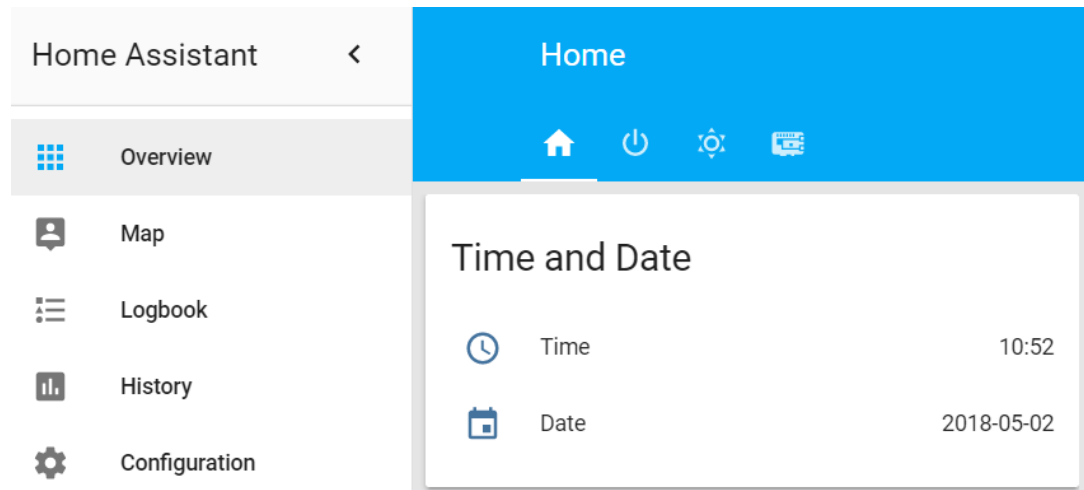 Home Assistant
Overview
Map
Logbook
History
Configuration
Home
Time and Date
Time 10:52
Date 2018-05-02